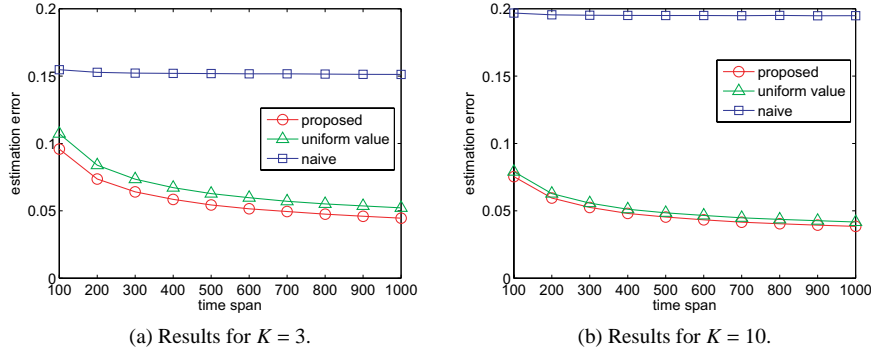 0.2
0.15
0.1
0.05
0
estimation error
100 200 300 400 500 600 700 800 900 1000
time span
proposed
uniform value
naive
(a) Results for K = 3.
0.2
0.15
0.1
0.05
0
estimation error
100 200 300 400 500 600 700 800 900 1000
time span
proposed
uniform value
naive
(b) Results for K = 10.